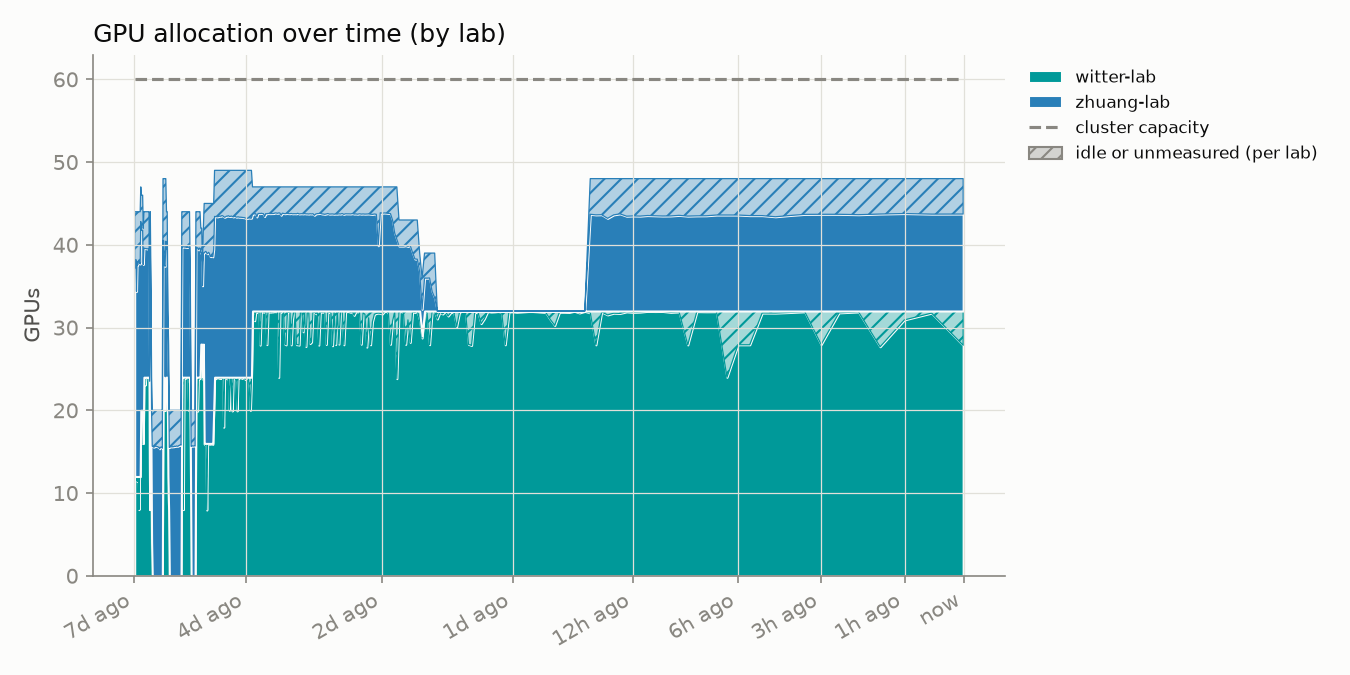 GPU allocation over time (by lab)
witter-lab
zhuang-lab
cluster capacity
idle or unmeasured (per lab)
GPUs
60
50
40
30
20
10
0
7d ago
4d ago
2d ago
1d ago
12h ago
6h ago
3h ago
1h ago
now